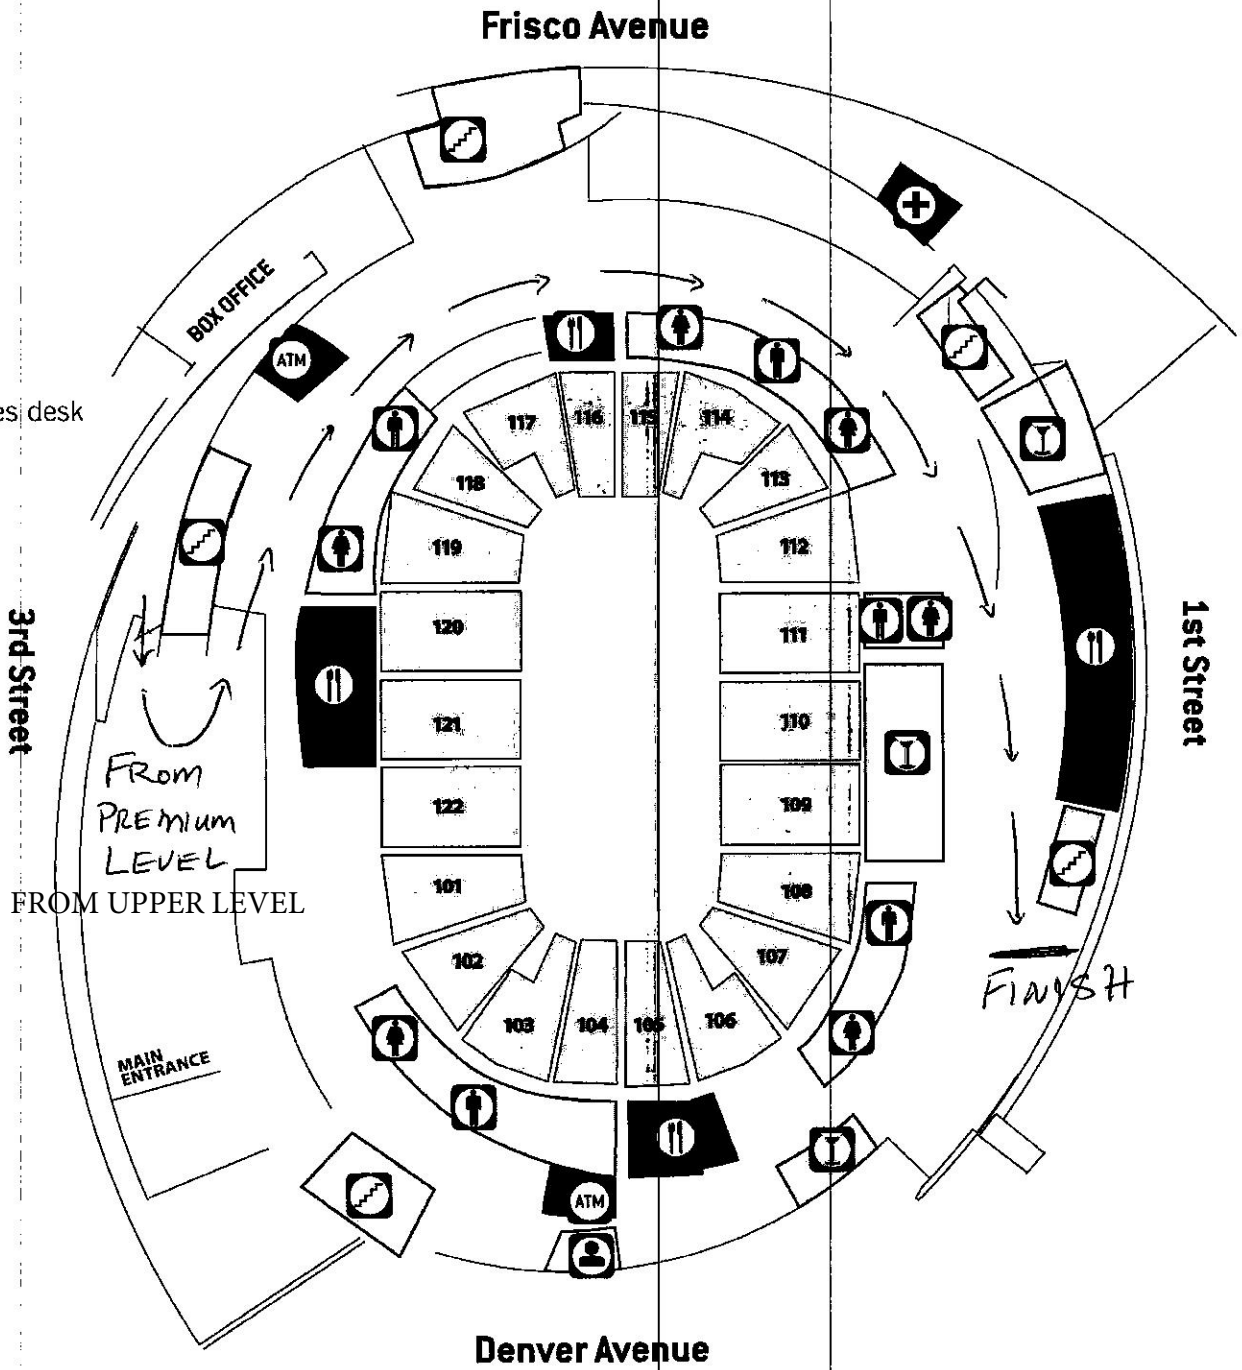 Frisco Avenue
BOX OFFICE
ATM
es desk
117
116
115
114
118
113
119
112
120
111
121
110
122
109
101
108
102
107
103
104
105
106
3rd Street
1st Street
FROM
PREMIUM
LEVEL
FROM UPPER LEVEL
FINISH
MAIN
ENTRANCE
ATM
Denver Avenue